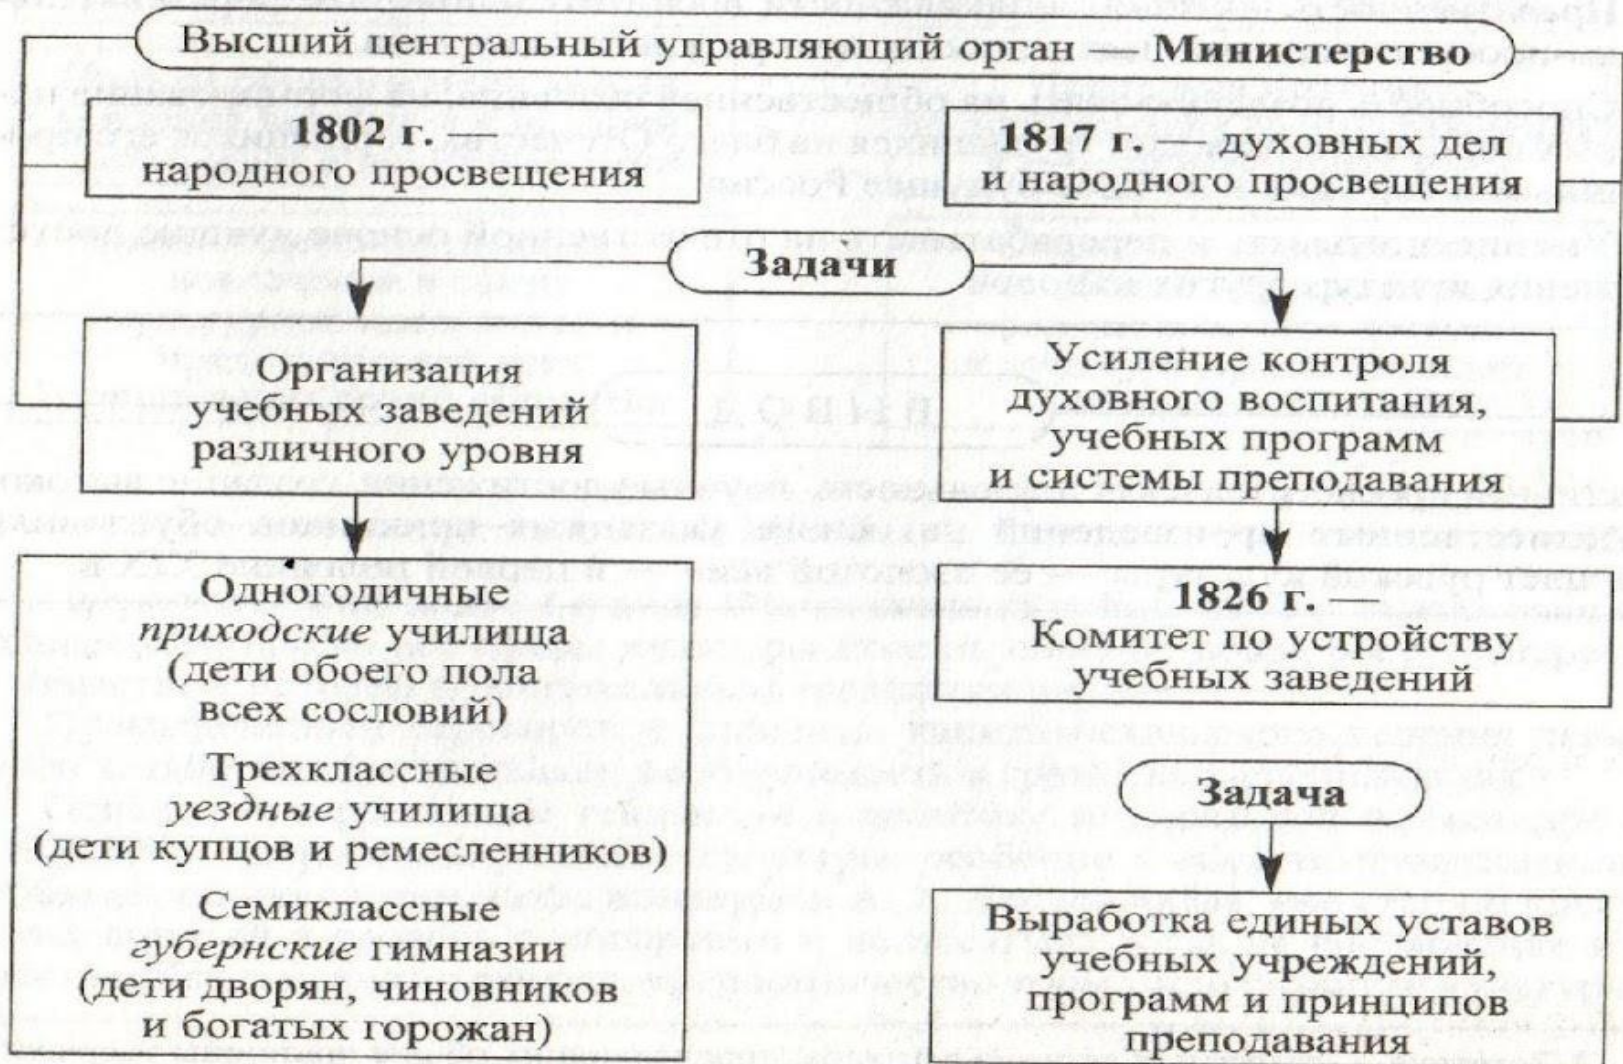 Высший центральный управляющий орган — Министерство
1802 г. —
народного просвещения
1817 г. — духовных дел
и народного просвещения
Задачи
Организация
учебных заведений
различного уровня
Усиление контроля
духовного воспитания,
учебных программ
и системы преподавания
Одногодичные
приходские училища
(дети обоего пола
всех сословий)
Трехклассные
уездные училища
(дети купцов и ремесленников)
Семиклассные
губернские гимназии
(дети дворян, чиновников
и богатых горожан)
1826 г. —
Комитет по устройству
учебных заведений
Задача
Выработка единых уставов
учебных учреждений,
программ и принципов
преподавания